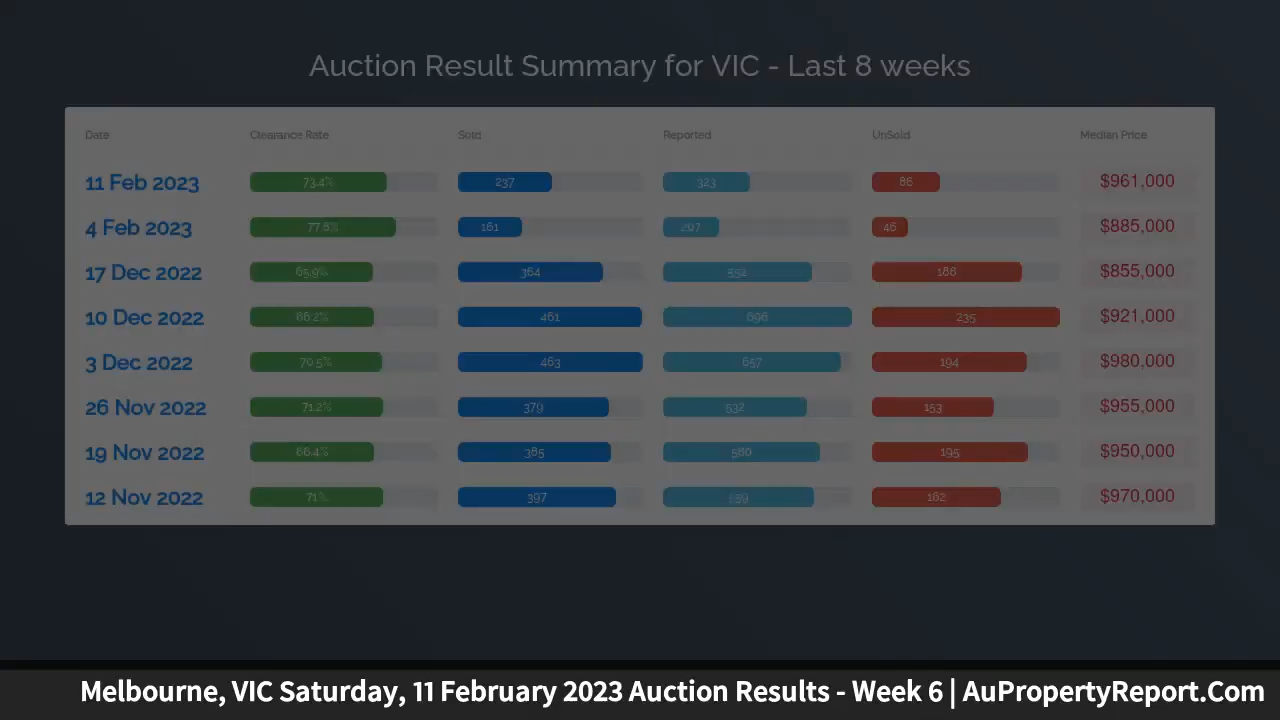 Auction Result Summary for VIC - Last 8 weeks
Date Clearance Rate Sold Reported UnSold Median Price
11 Feb 2023 73.4% 237 323 86 $961,000
4 Feb 2023 77.8% 161 207 46 $885,000
17 Dec 2022 65.9% 364 552 188 $855,000
10 Dec 2022 66.2% 461 696 235 $921,000
3 Dec 2022 70.5% 463 657 194 $980,000
26 Nov 2022 71.2% 379 532 153 $955,000
19 Nov 2022 66.4% 385 580 195 $950,000
12 Nov 2022 71% 397 559 162 $970,000
Melbourne, VIC Saturday, 11 February 2023 Auction Results - Week 6 | AuPropertyReport.Com